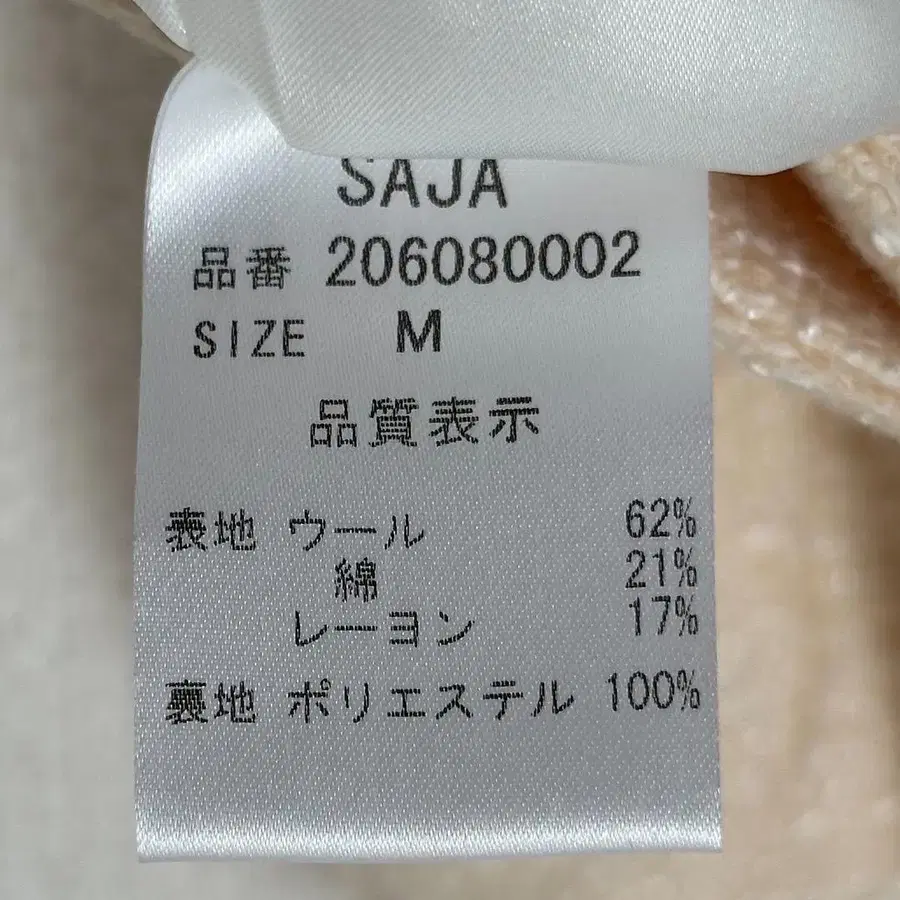 SAJA
品番 206080002
SIZE M
品質表示
表地 ウール 62%
綿 21%
レーヨン 17%
裏地 ポリエステル 100%